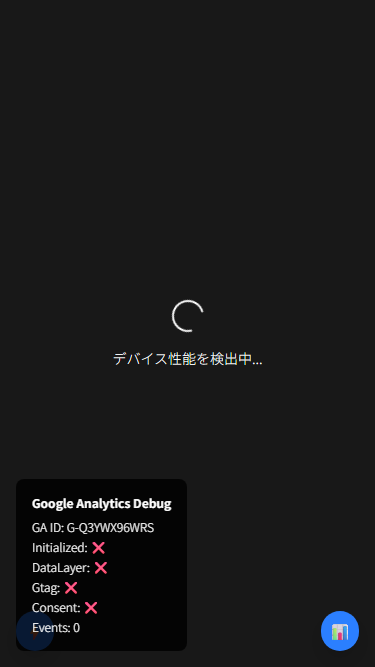 デバイス性能を検出中...
Google Analytics Debug
GA ID: G-Q3YWX96WRS
Initialized: ❌
DataLayer: ❌
Gtag: ❌
Consent: ❌
Events: 0